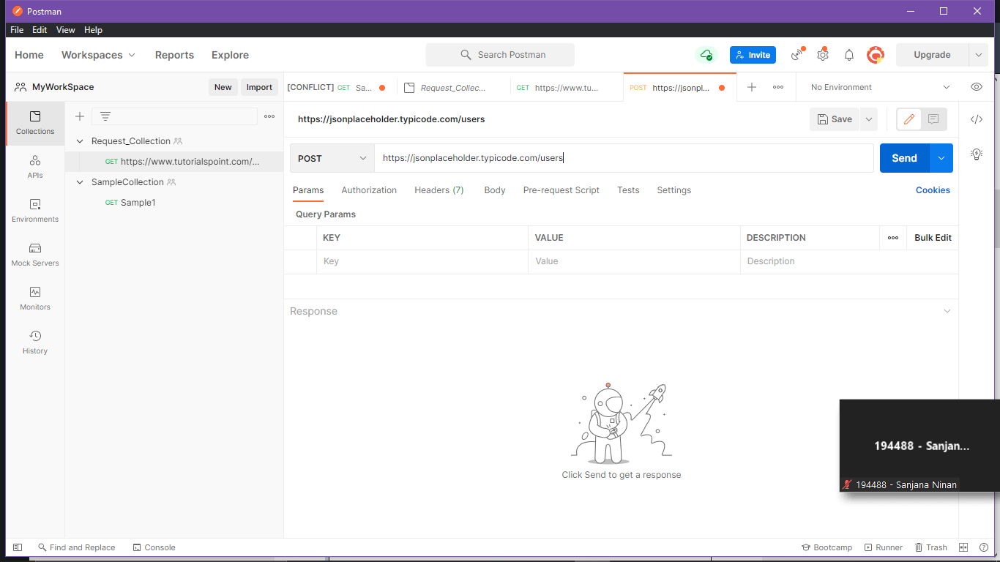 Postman
File Edit View Help
Home Workspaces Reports Explore Search Postman Invite Upgrade
MyWorkSpace New Import [CONFLICT] GET Sa... Request_Collec... GET https://www.tu... POST https://jsonpl... No Environment
Collections
https://jsonplaceholder.typicode.com/users Save
Request_Collection
GET https://www.tutorialspoint.com/...
POST https://jsonplaceholder.typicode.com/users Send
APIs
SampleCollection
Params Authorization Headers (7) Body Pre-request Script Tests Settings Cookies
GET Sample1
Environments
Query Params
KEY VALUE DESCRIPTION Bulk Edit
Mock Servers
Key Value Description
Monitors
Response
History
194488 - Sanjan...
Click Send to get a response
194488 - Sanjana Ninan
Find and Replace Console Bootcamp Runner Trash